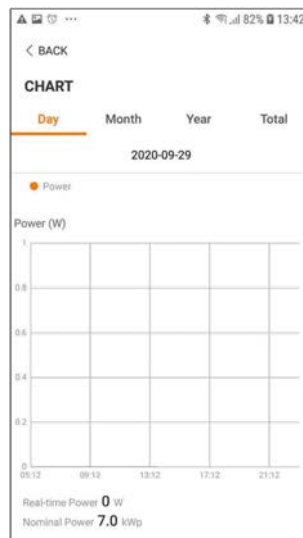 82% 13:42
< BACK
CHART
Day Month Year Total
2020-09-29
Power
Power (W)
1
0.8
0.6
0.4
0.2
0
05:12 09:12 13:12 17:12 21:12
Real-time Power 0 W
Nominal Power 7.0 kWp